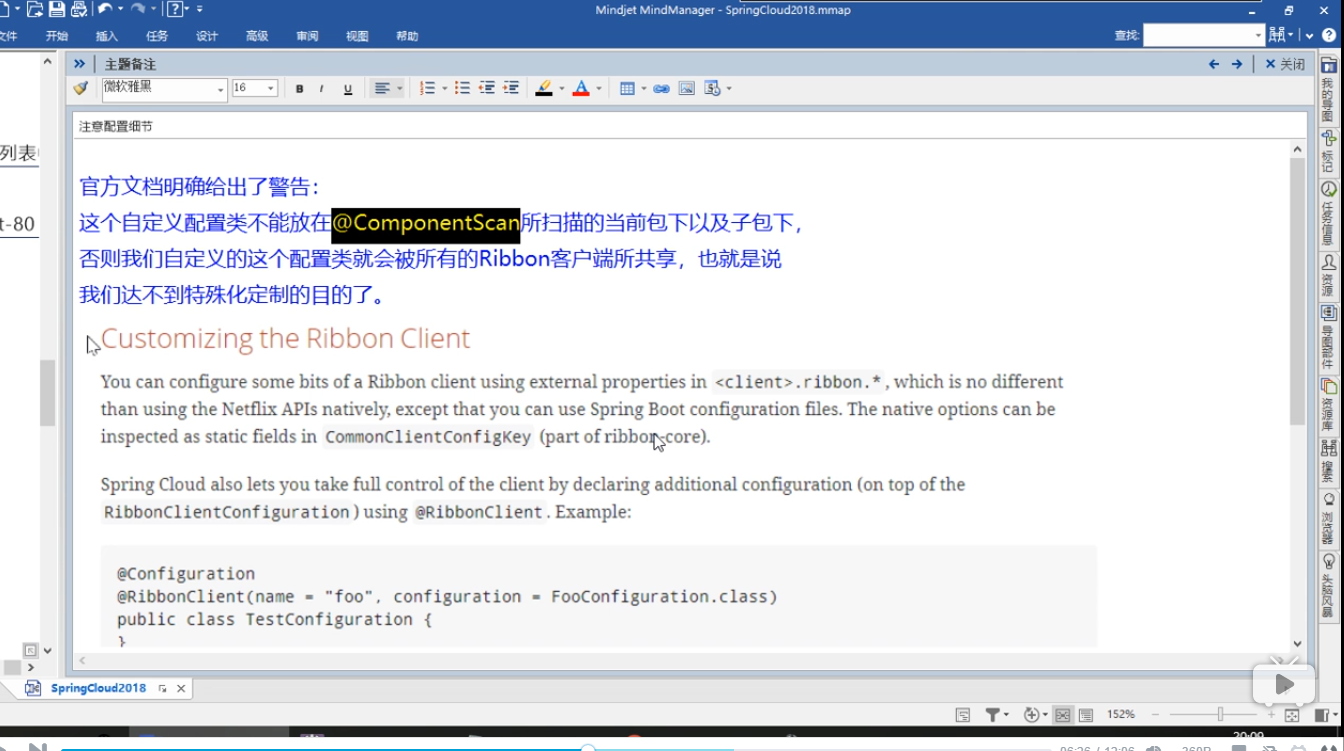 Mindjet MindManager - SpringCloud2018.mmap
文件 开始 插入 任务 设计 高级 审阅 视图 帮助 查找:
主题备注 关闭
微软雅黑 16 B I U A
注意配置细节
列表
t-80
官方文档明确给出了警告：
这个自定义配置类不能放在@ComponentScan所扫描的当前包下以及子包下，
否则我们自定义的这个配置类就会被所有的Ribbon客户端所共享，也就是说
我们达不到特殊化定制的目的了。
Customizing the Ribbon Client
You can configure some bits of a Ribbon client using external properties in <client>.ribbon.*, which is no different
than using the Netflix APIs natively, except that you can use Spring Boot configuration files. The native options can be
inspected as static fields in CommonClientConfigKey (part of ribbon-core).
Spring Cloud also lets you take full control of the client by declaring additional configuration (on top of the
RibbonClientConfiguration) using @RibbonClient. Example:
@Configuration
@RibbonClient(name = "foo", configuration = FooConfiguration.class)
public class TestConfiguration {
}
我的导图
标记
任务信息
资源
导图部件
资源库
搜索
浏览器
头脑风暴
SpringCloud2018
152%
20:09
06:26 / 12:06 360P